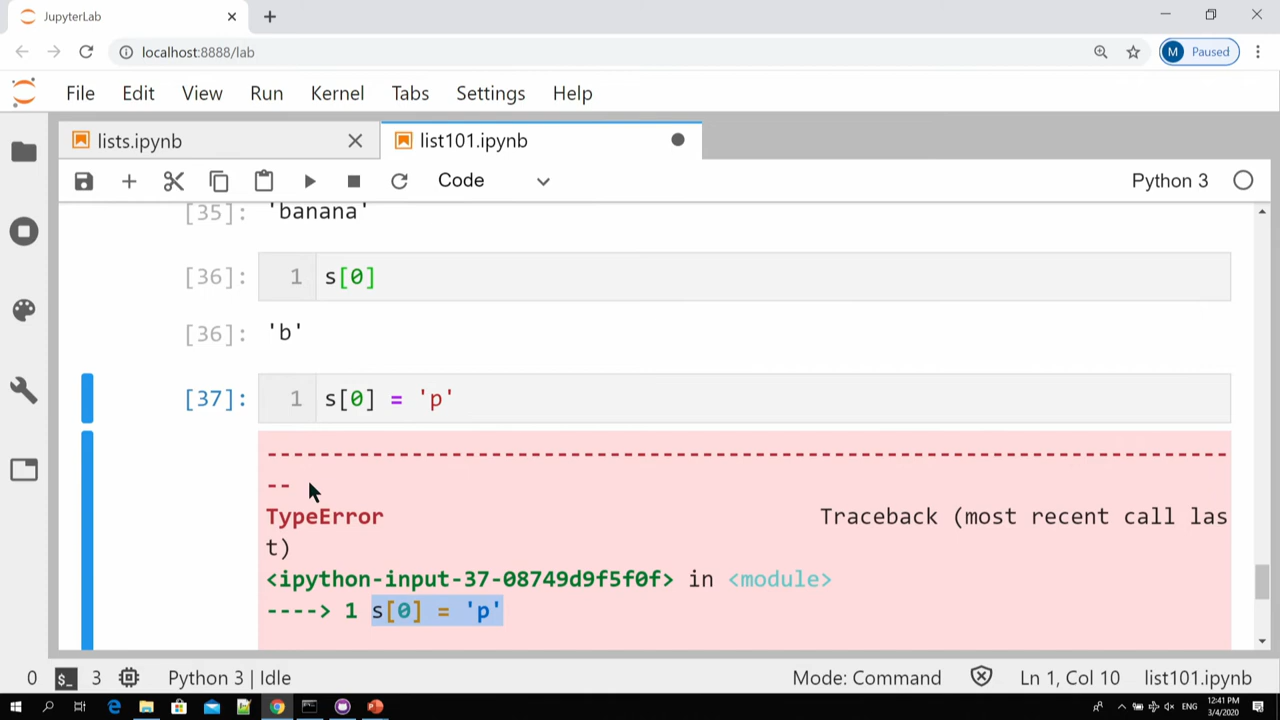 JupyterLab
localhost:8888/lab
M Paused
File Edit View Run Kernel Tabs Settings Help
lists.ipynb
list101.ipynb
Code
Python 3
[35]: 'banana'
[36]: 1 s[0]
[36]: 'b'
[37]: 1 s[0] = 'p'
---------------------------------------------------------------------------
--
TypeError Traceback (most recent call las
t)
<ipython-input-37-08749d9f5f0f> in <module>
----> 1 s[0] = 'p'
0 $_ 3 Python 3 | Idle Mode: Command Ln 1, Col 10 list101.ipynb
ENG
12:41 PM
3/4/2020